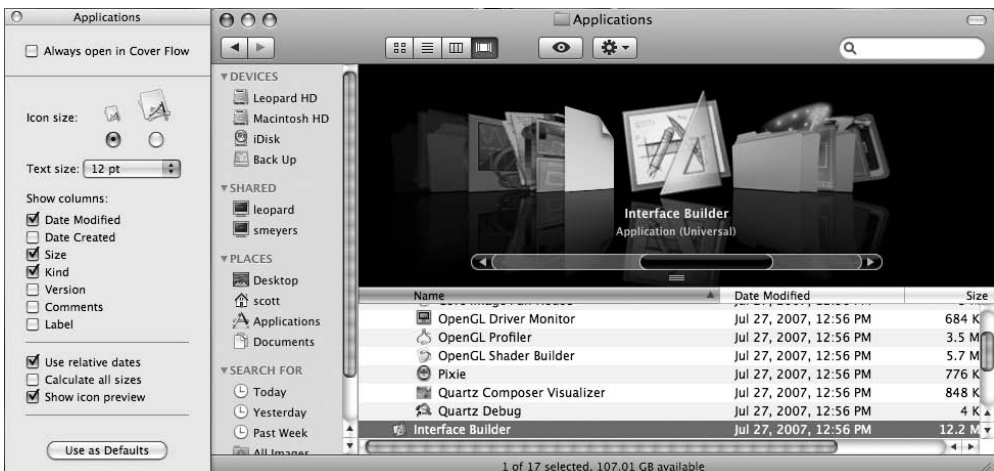 Applications
Always open in Cover Flow
Icon size:
Text size: 12 pt
Show columns:
Date Modified
Date Created
Size
Kind
Version
Comments
Label
Use relative dates
Calculate all sizes
Show icon preview
Use as Defaults
Applications
DEVICES
Leopard HD
Macintosh HD
iDisk
Back Up
SHARED
leopard
smeyers
PLACES
Desktop
scott
Applications
Documents
SEARCH FOR
Today
Yesterday
Past Week
All Images
Interface Builder
Application (Universal)
Name Date Modified Size
OpenGL Driver Monitor Jul 27, 2007, 12:56 PM 684 K
OpenGL Profiler Jul 27, 2007, 12:56 PM 3.5 M
OpenGL Shader Builder Jul 27, 2007, 12:56 PM 5.7 M
Pixie Jul 27, 2007, 12:56 PM 776 K
Quartz Composer Visualizer Jul 27, 2007, 12:56 PM 848 K
Quartz Debug Jul 27, 2007, 12:56 PM 4 K
Interface Builder Jul 27, 2007, 12:56 PM 12.2 M
1 of 17 selected, 107.01 GB available